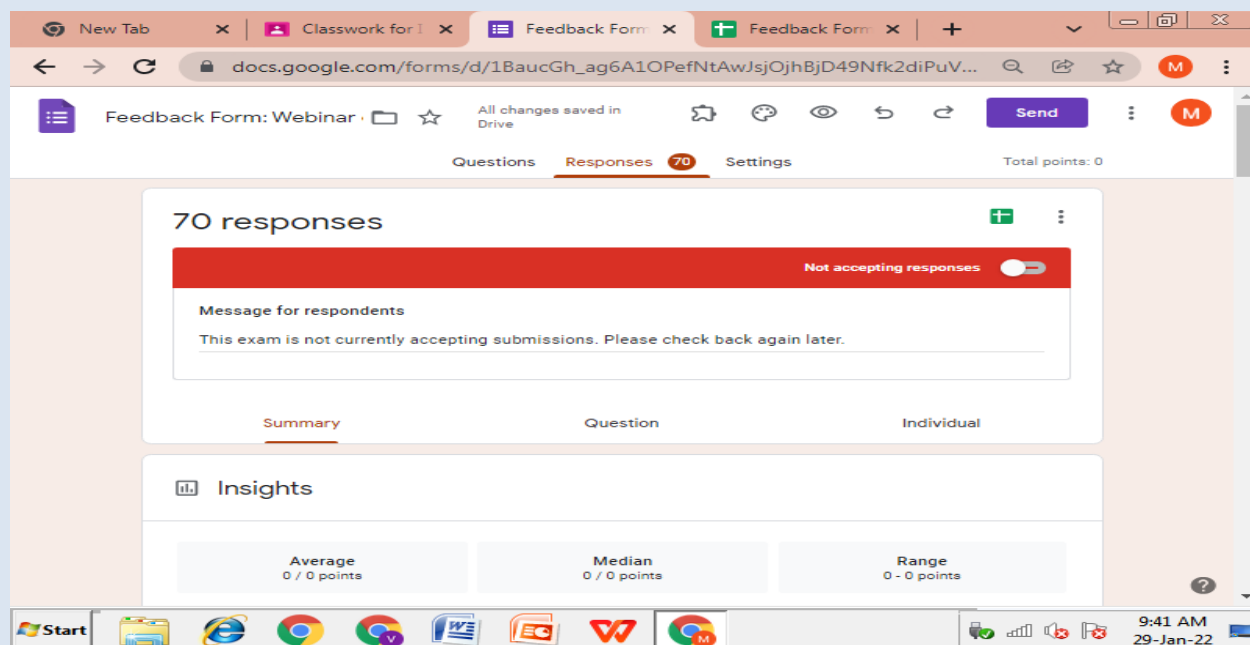 New Tab
Classwork for I
Feedback Form
Feedback Form
docs.google.com/forms/d/1BaucGh_ag6A1OPefNtAwJsjOjhBjD49Nfk2diPuV...
M
Feedback Form: Webinar
All changes saved in
Drive
Send
M
Questions
Responses 70
Settings
Total points: 0
70 responses
Not accepting responses
Message for respondents
This exam is not currently accepting submissions. Please check back again later.
Summary
Question
Individual
Insights
Average
0 / 0 points
Median
0 / 0 points
Range
0 - 0 points
Start
V
M
9:41 AM
29-Jan-22